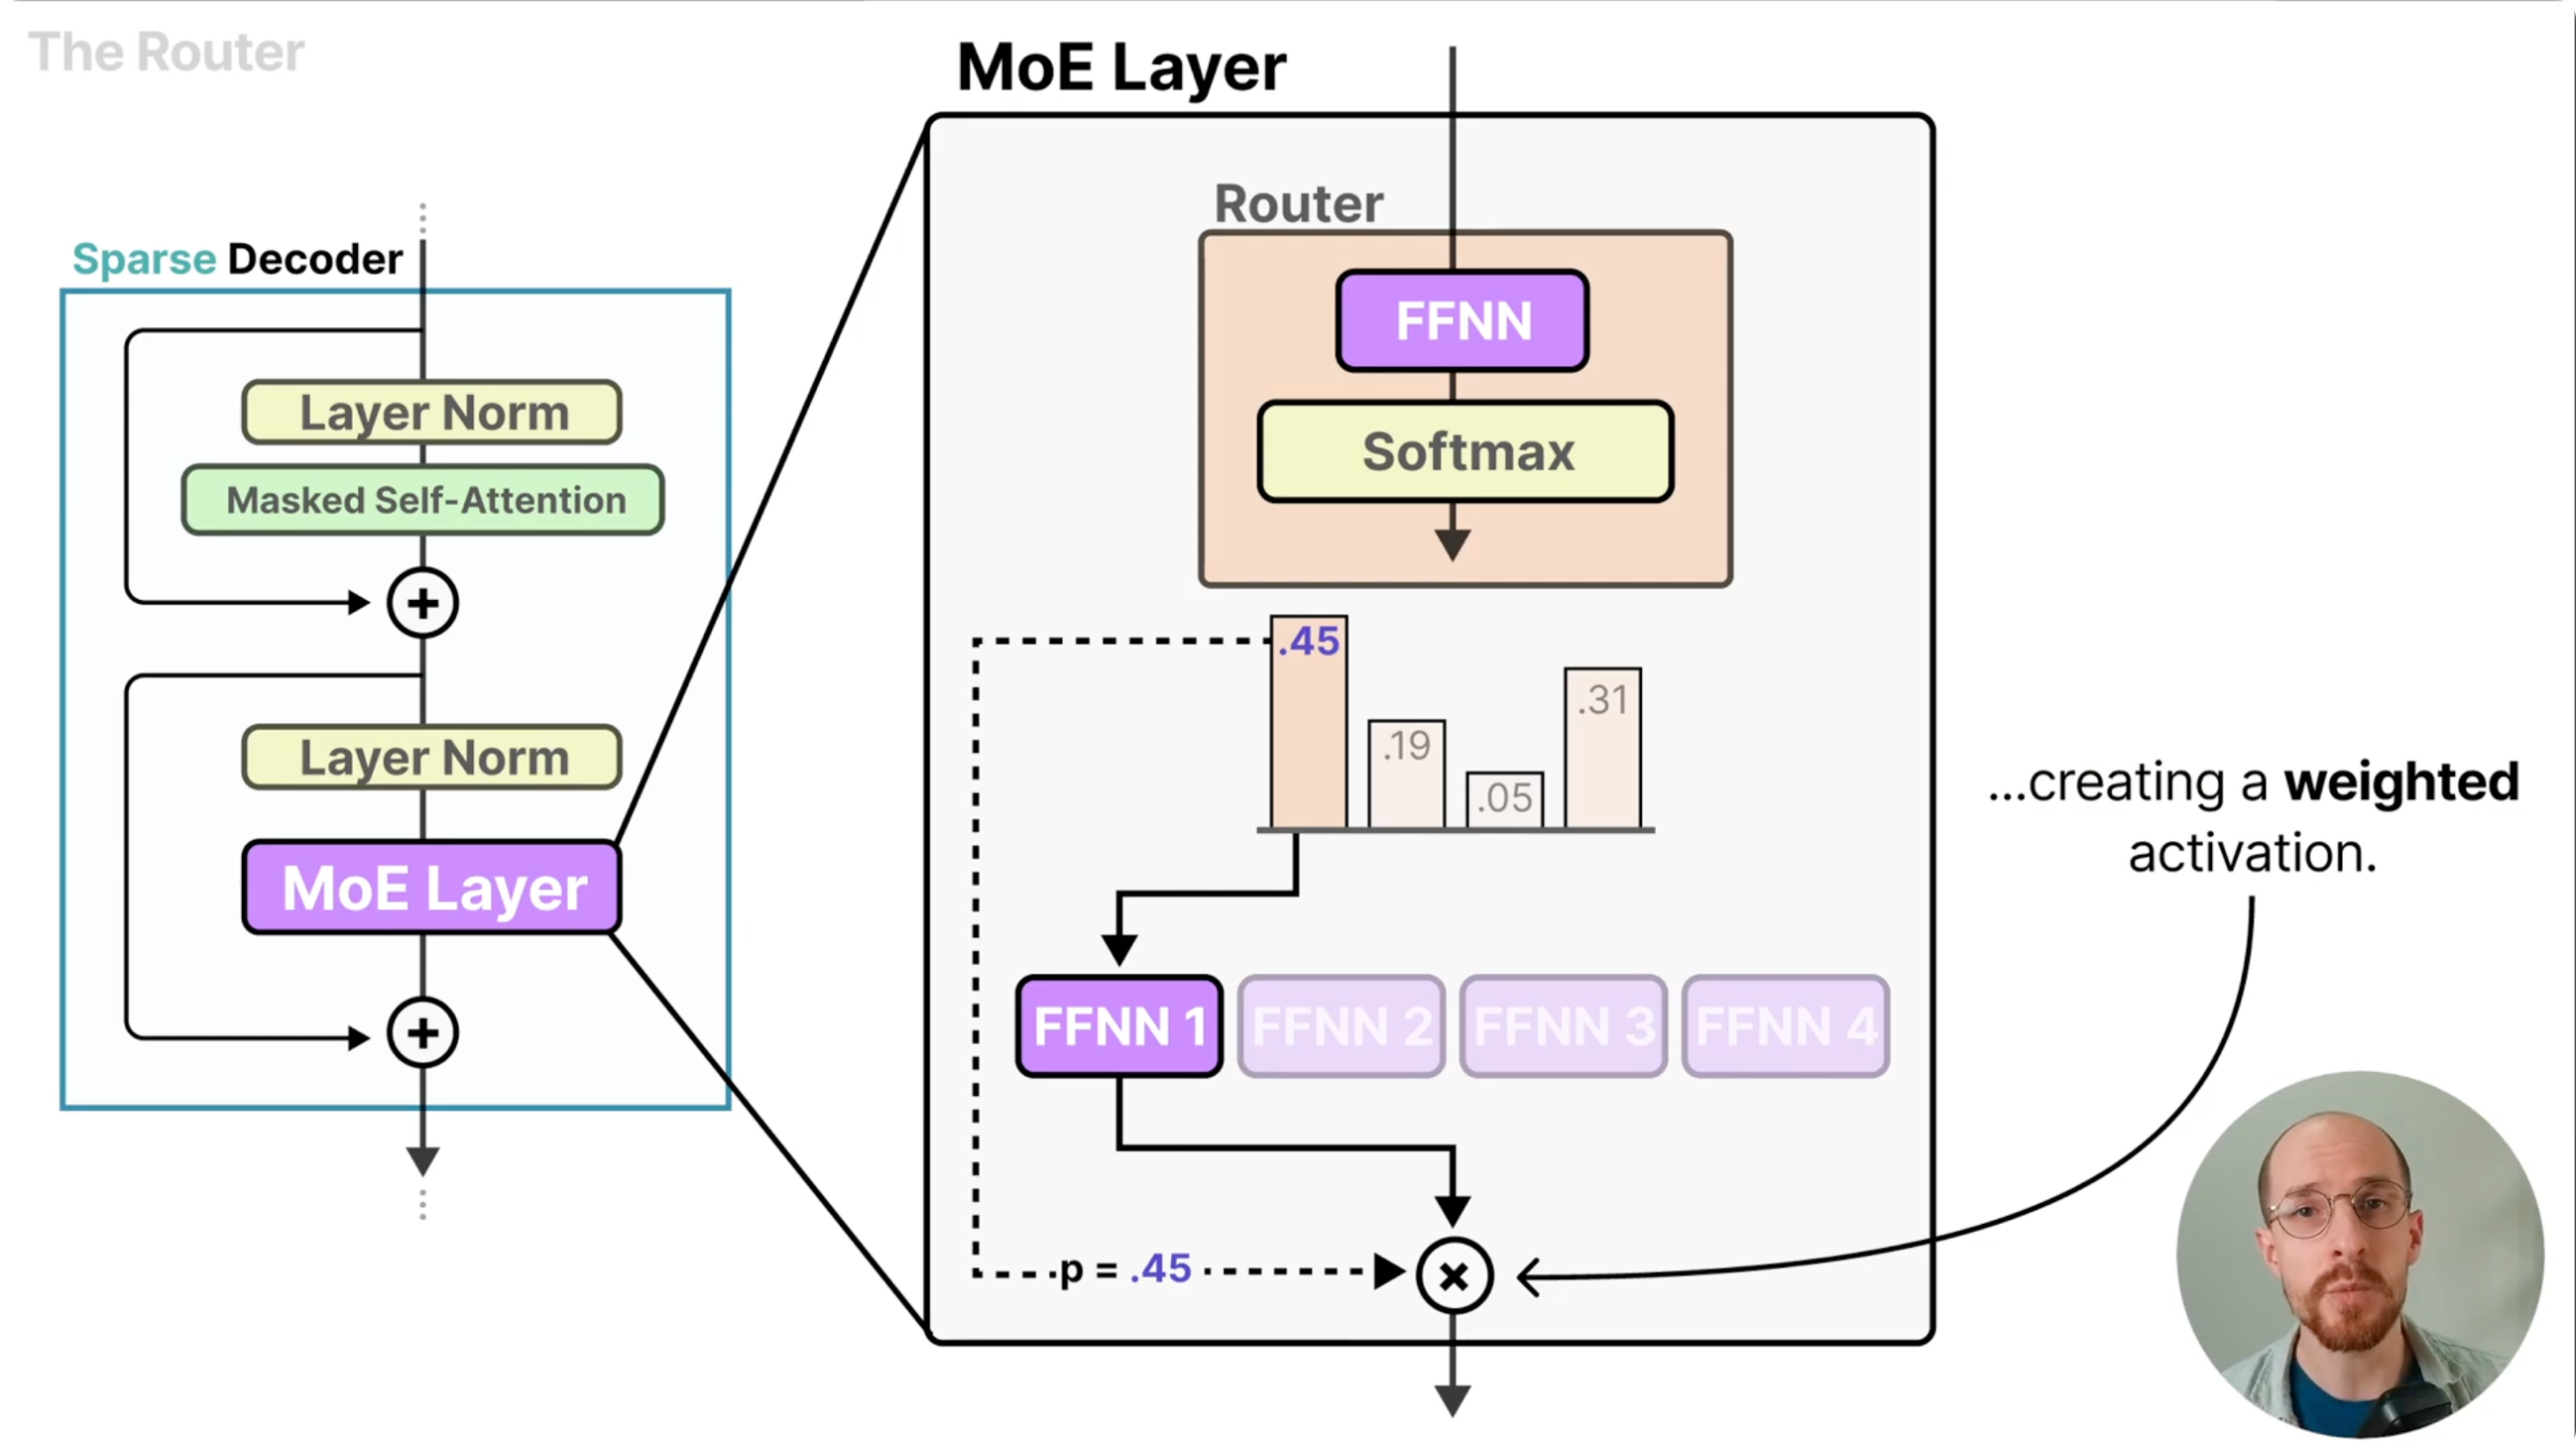 The Router
Sparse Decoder
Layer Norm
Masked Self-Attention
+
Layer Norm
MoE Layer
+
MoE Layer
Router
FFNN
Softmax
.45
.19
.05
.31
FFNN 1
FFNN 2
FFNN 3
FFNN 4
p = .45
×
...creating a weighted
activation.